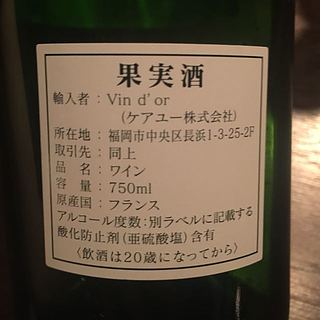 果実酒
輸入者：Vin d'or
(ケアユー株式会社)
所在地：福岡市中央区長浜1-3-25-2F
取引先：同上
品　名：ワイン
容　量：750ml
原産国：フランス
アルコール度数：別ラベルに記載する
酸化防止剤(亜硫酸塩)含有
〈飲酒は20歳になってから〉